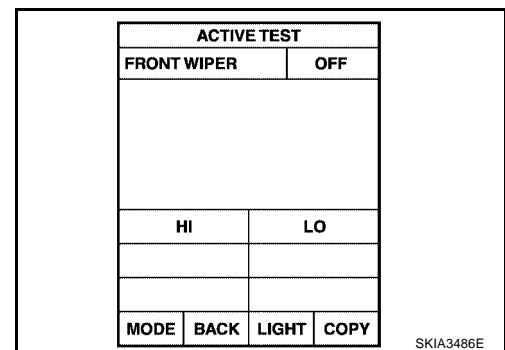 ACTIVE TEST
FRONT WIPER OFF
HI LO
MODE BACK LIGHT COPY
SKIA3486E